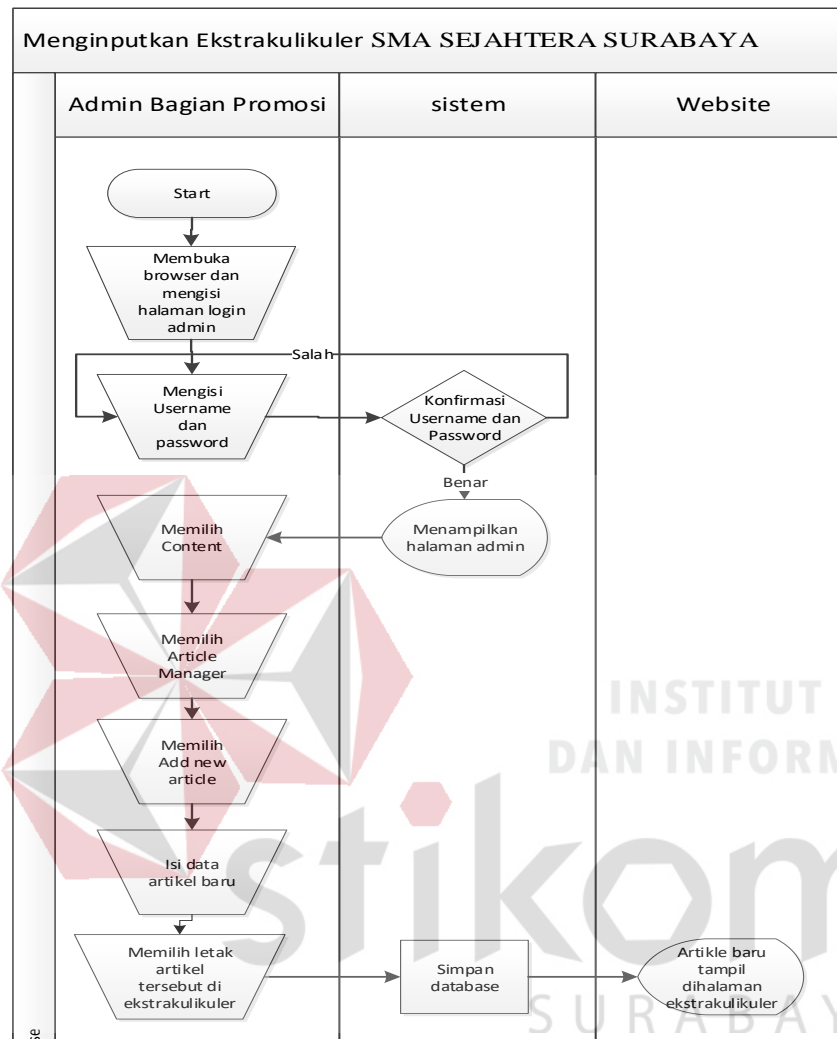 Menginputkan Ekstrakulikuler SMA SEJAHTERA SURABAYA
Admin Bagian Promosi
sistem
Website
Start
Membuka
browser dan
mengisi
halaman login
admin
Salah
Mengisi
Username
dan
password
Konfirmasi
Username dan
Password
Benar
Memilih
Content
Menampilkan
halaman admin
Memilih
Article
Manager
Memilih
Add new
article
Isi data
artikel baru
Memilih letak
artikel
tersebut di
ekstrakulikuler
Simpan
database
Artikle baru
tampil
dihalaman
ekstrakulikuler
INSTITUT
DAN INFORM
stikom
SURABAY
se